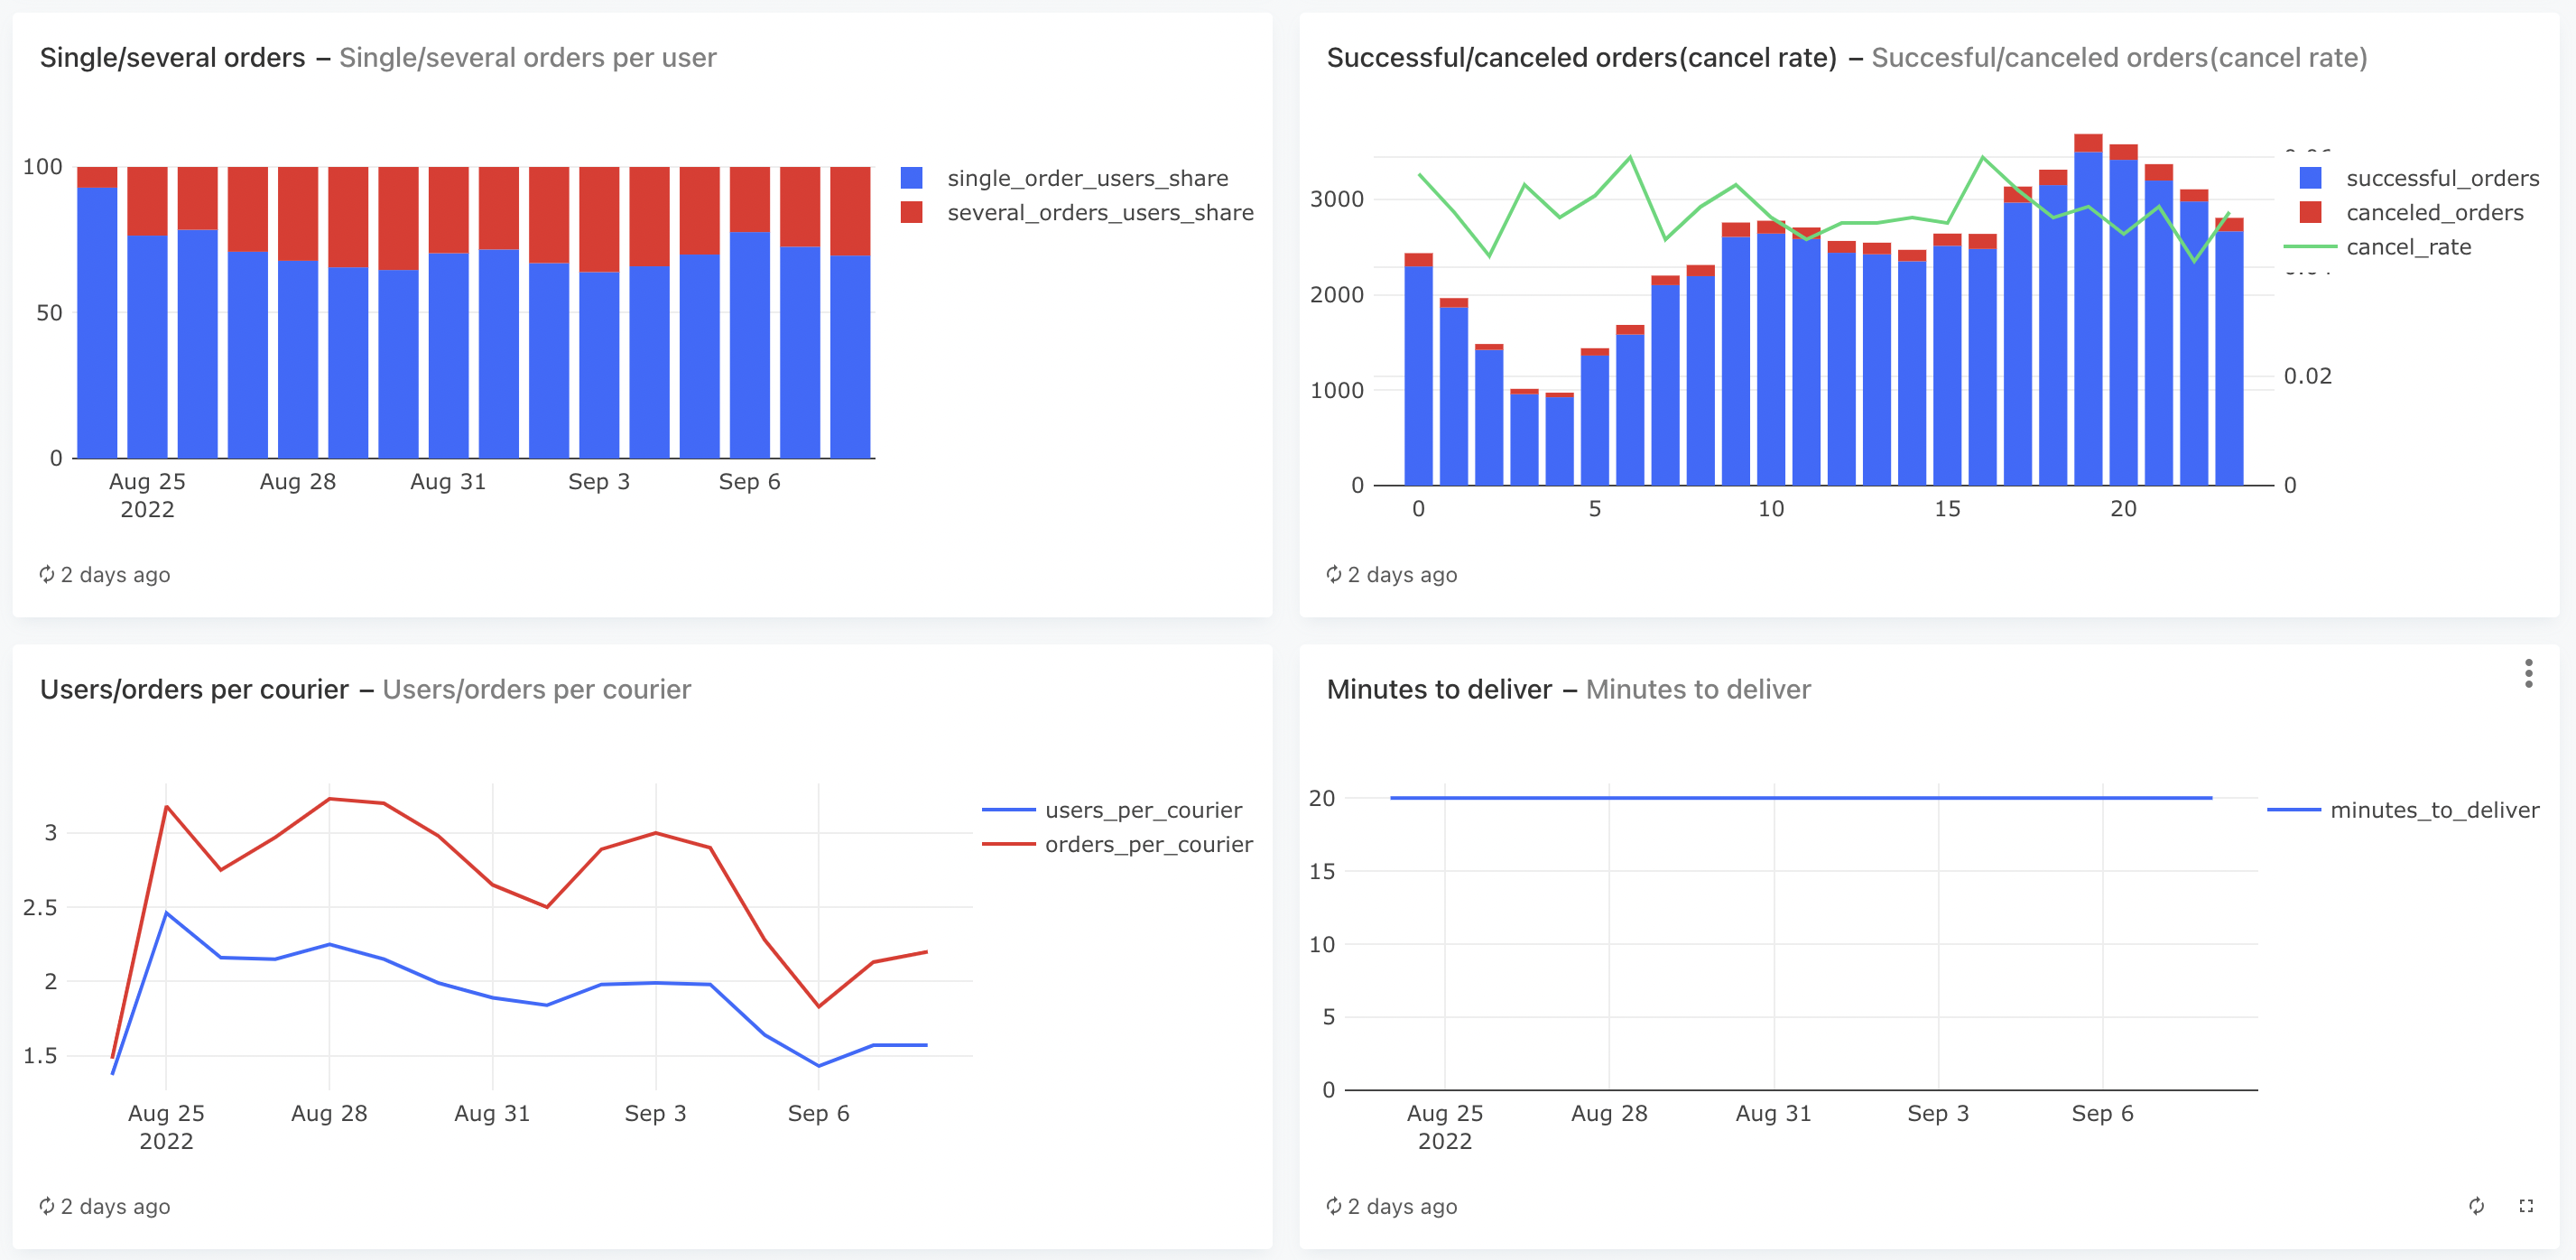 Single/several orders – Single/several orders per user
100
50
0
Aug 25
2022
Aug 28
Aug 31
Sep 3
Sep 6
single_order_users_share
several_orders_users_share
2 days ago
Successful/canceled orders(cancel rate) – Succesful/canceled orders(cancel rate)
3000
2000
1000
0
0
5
10
15
20
0.02
0
successful_orders
canceled_orders
cancel_rate
2 days ago
Users/orders per courier – Users/orders per courier
3
2.5
2
1.5
Aug 25
2022
Aug 28
Aug 31
Sep 3
Sep 6
users_per_courier
orders_per_courier
2 days ago
Minutes to deliver – Minutes to deliver
20
15
10
5
0
Aug 25
2022
Aug 28
Aug 31
Sep 3
Sep 6
minutes_to_deliver
2 days ago